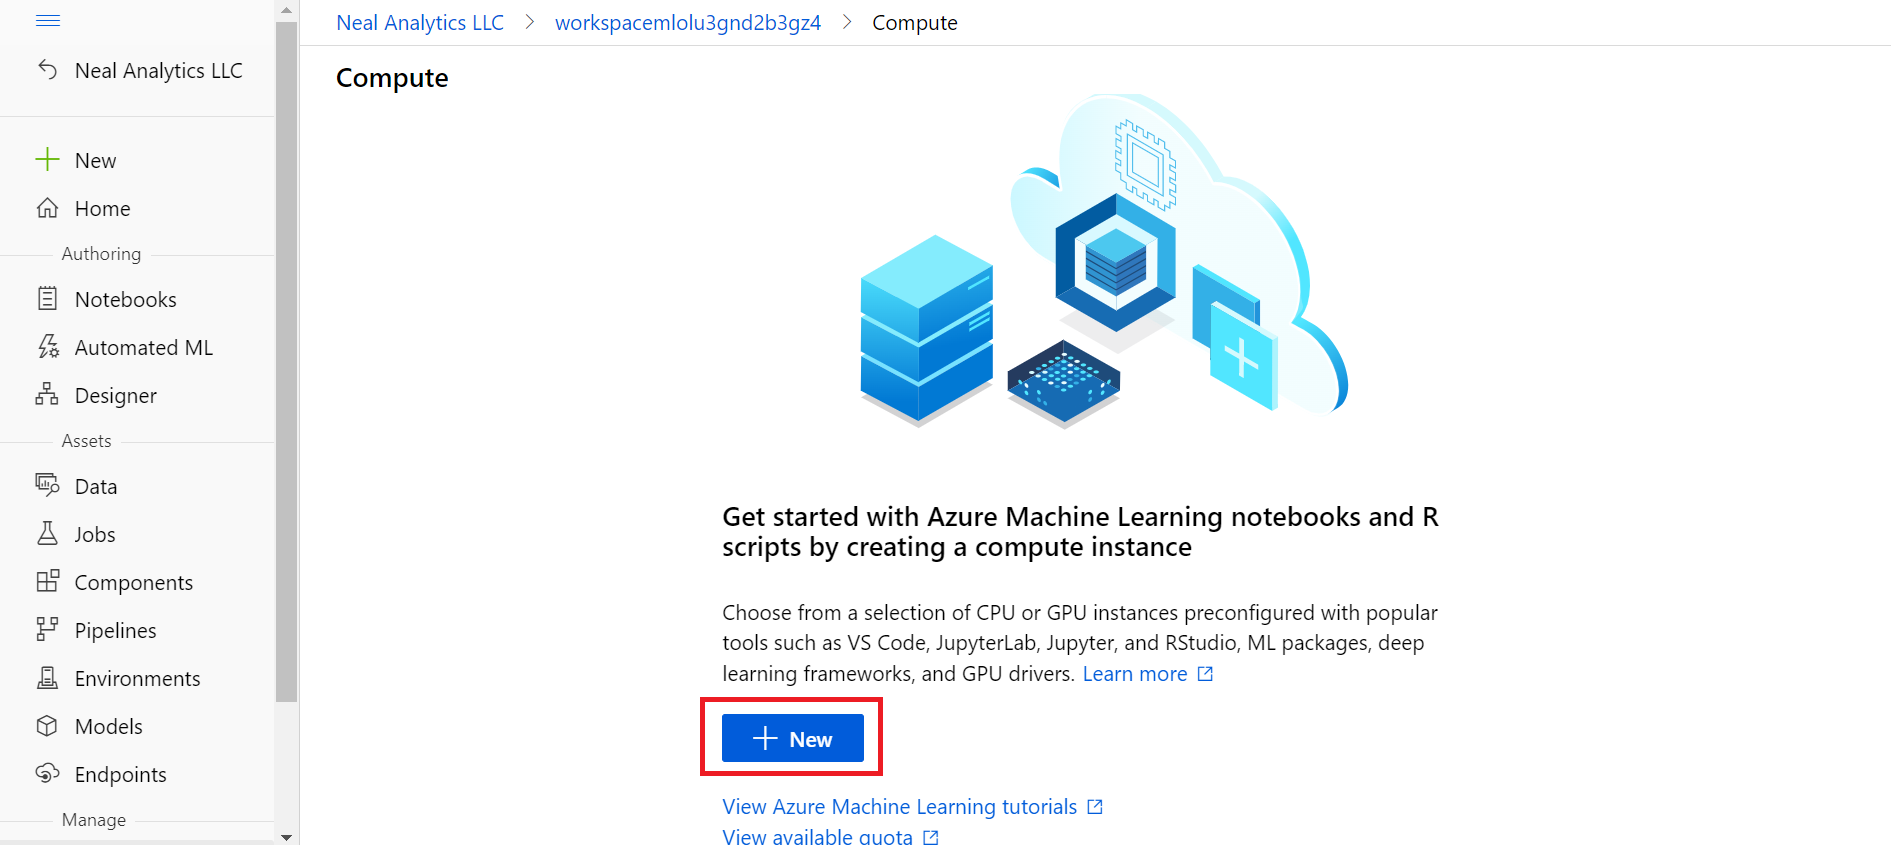 Neal Analytics LLC > workspacemlolu3gnd2b3gz4 > Compute
Neal Analytics LLC
New
Home
Authoring
Notebooks
Automated ML
Designer
Assets
Data
Jobs
Components
Pipelines
Environments
Models
Endpoints
Manage
Compute
Get started with Azure Machine Learning notebooks and R
scripts by creating a compute instance
Choose from a selection of CPU or GPU instances preconfigured with popular
tools such as VS Code, JupyterLab, Jupyter, and RStudio, ML packages, deep
learning frameworks, and GPU drivers. Learn more
New
View Azure Machine Learning tutorials
View available quota